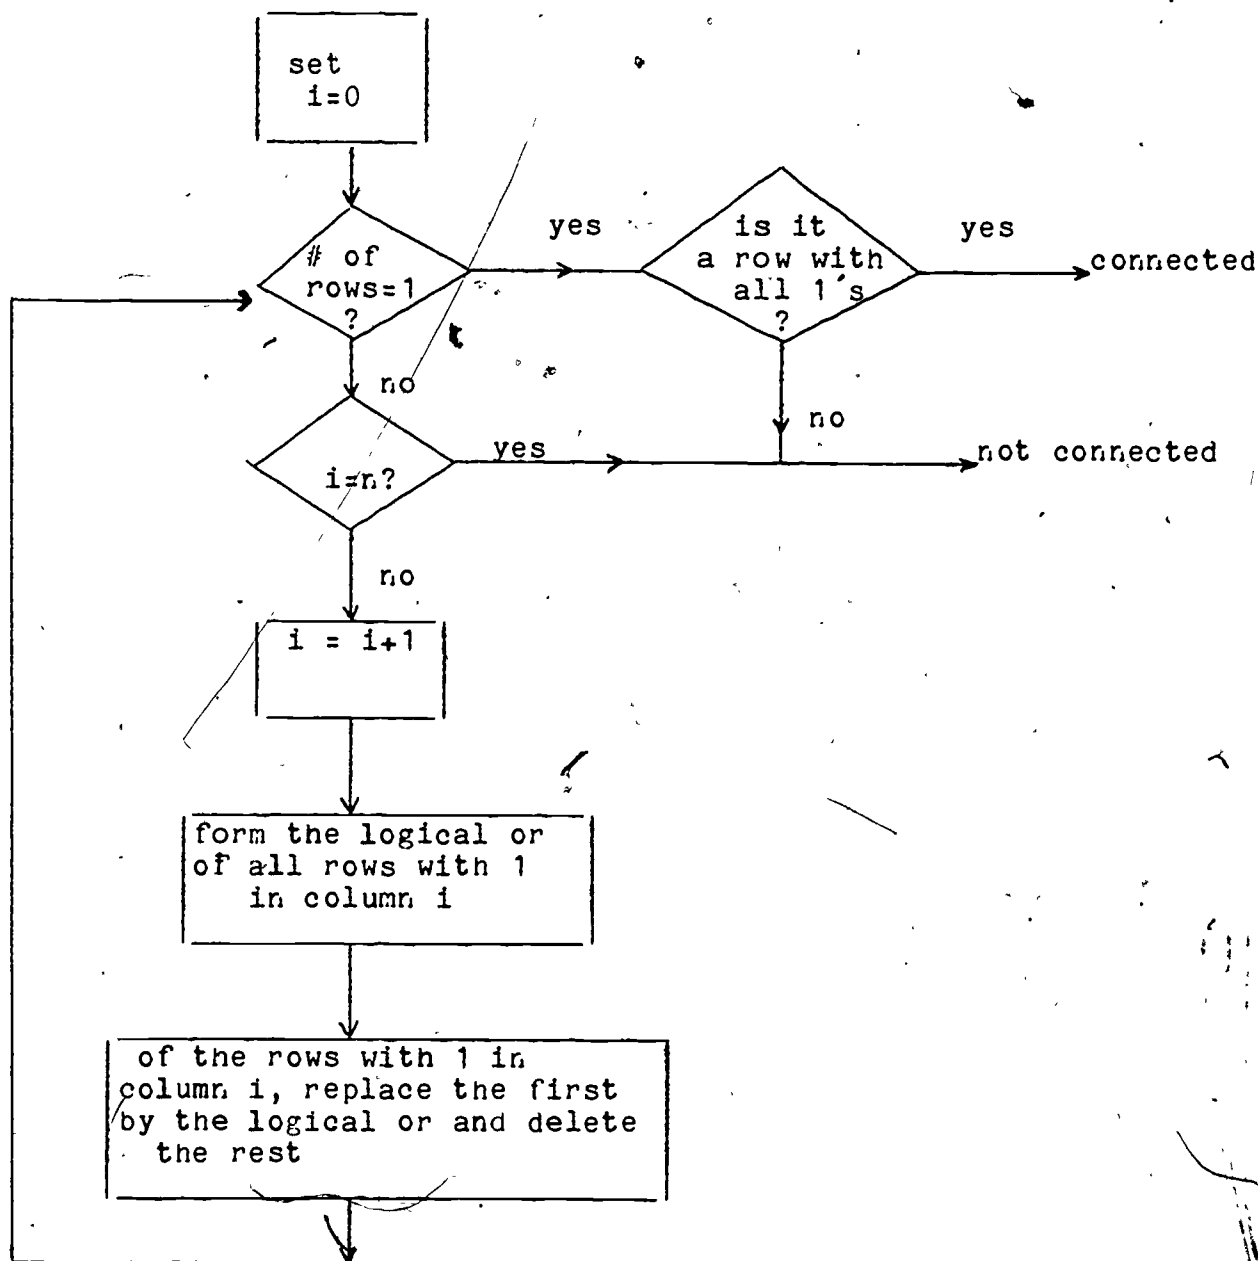 set
i=0
# of
rows=1
?
yes
is it
a row with
all 1's
?
yes
connected
no
no
i=n?
yes
not connected
no
i = i+1
form the logical or
of all rows with 1
in column i
of the rows with 1 in
column i, replace the first
by the logical or and delete
the rest